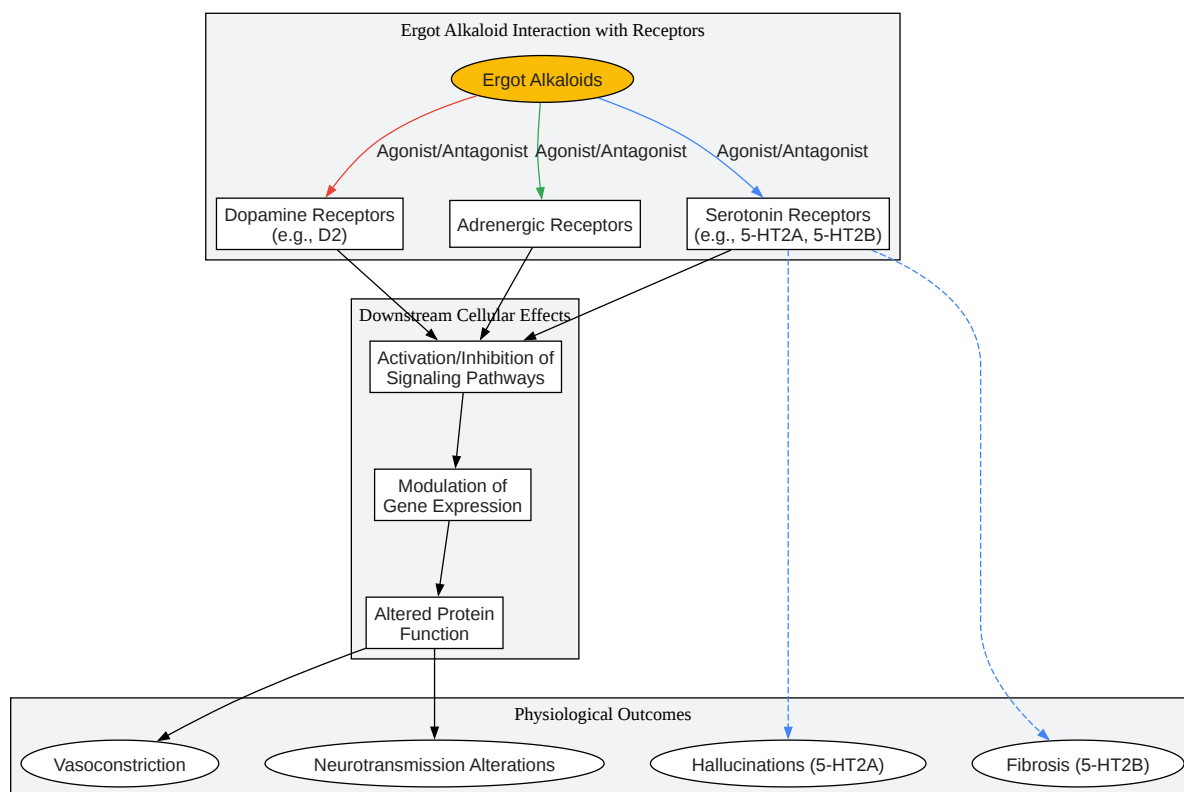 Ergot Alkaloid Interaction with Receptors
Ergot Alkaloids
Agonist/Antagonist
Agonist/Antagonist
Agonist/Antagonist
Dopamine Receptors
(e.g., D2)
Adrenergic Receptors
Serotonin Receptors
(e.g., 5-HT2A, 5-HT2B)
Downstream Cellular Effects
Activation/Inhibition of
Signaling Pathways
Modulation of
Gene Expression
Altered Protein
Function
Physiological Outcomes
Vasoconstriction
Neurotransmission Alterations
Hallucinations (5-HT2A)
Fibrosis (5-HT2B)